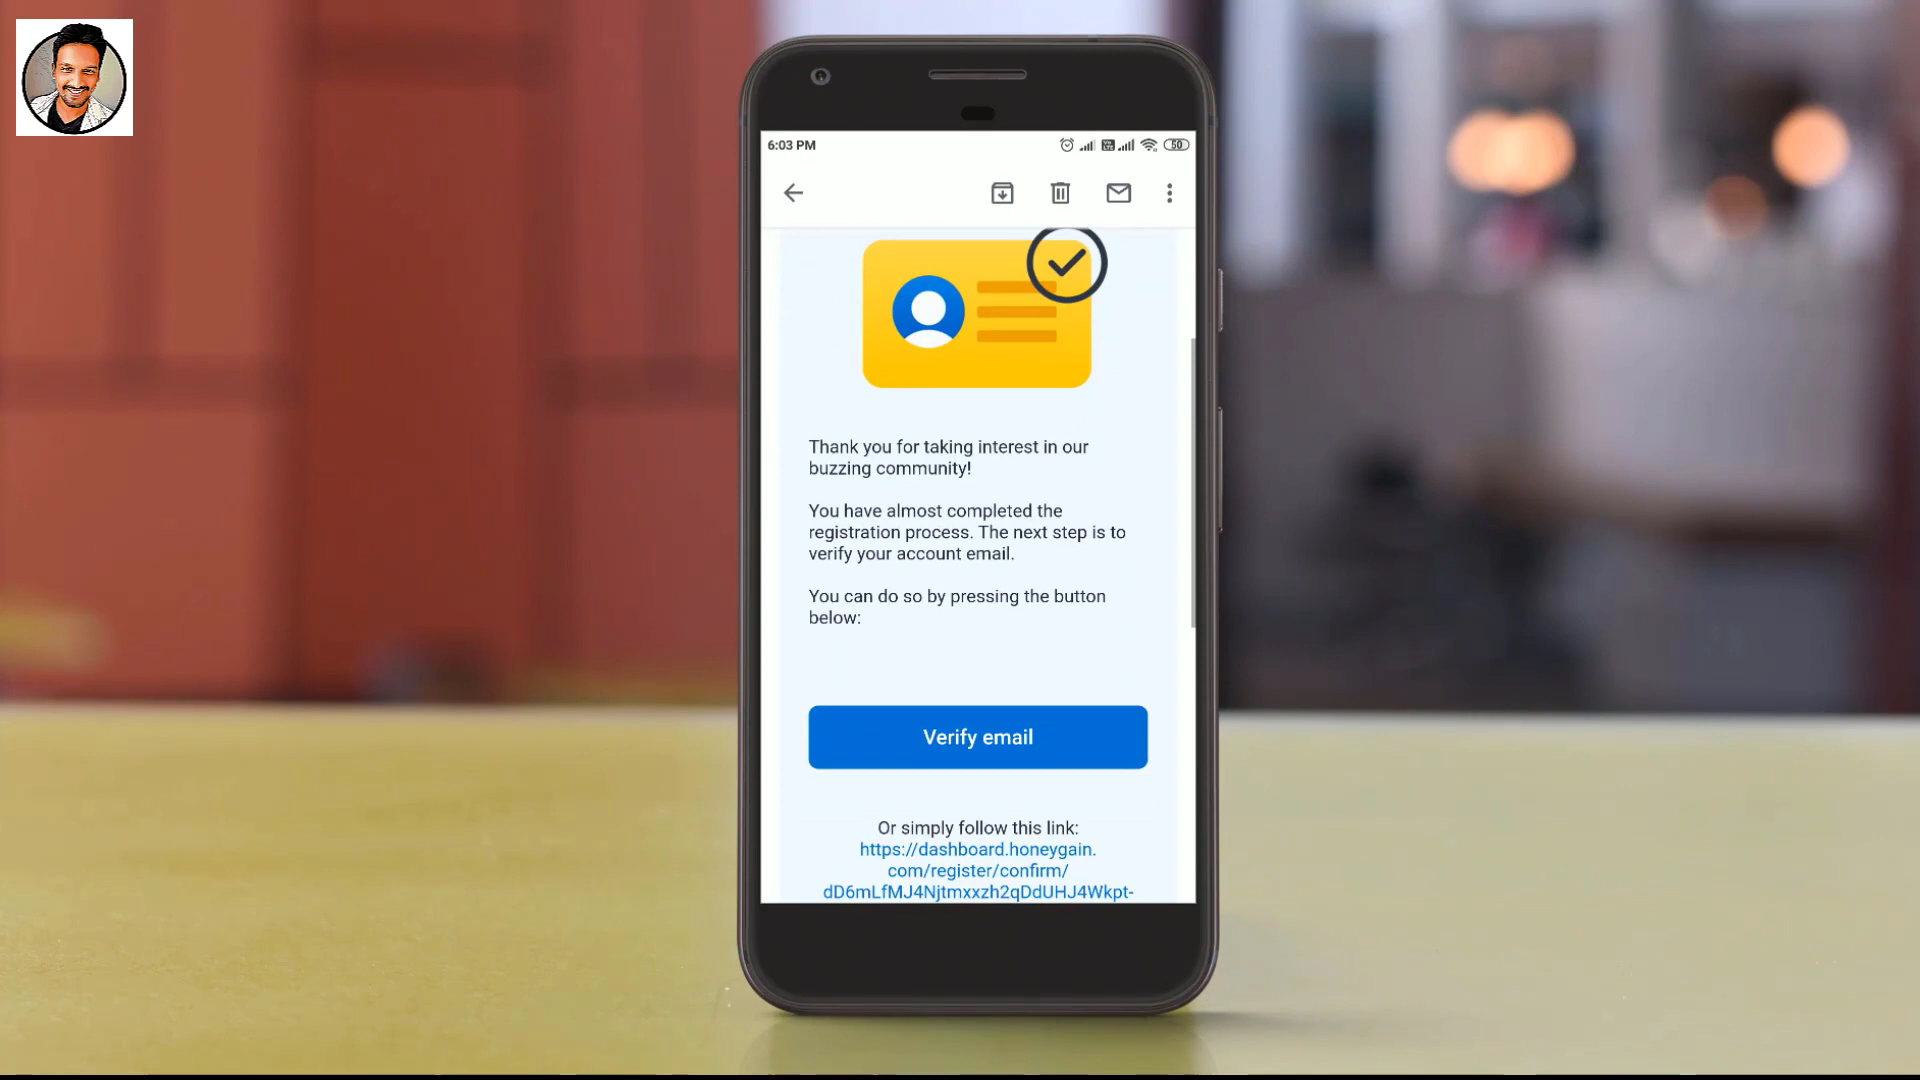 6:03 PM
50
Thank you for taking interest in our
buzzing community!
You have almost completed the
registration process. The next step is to
verify your account email.
You can do so by pressing the button
below:
Verify email
Or simply follow this link:
https://dashboard.honeygain.
com/register/confirm/
dD6mLfMJ4Njtmxxzh2qDdUHJ4Wkpt-